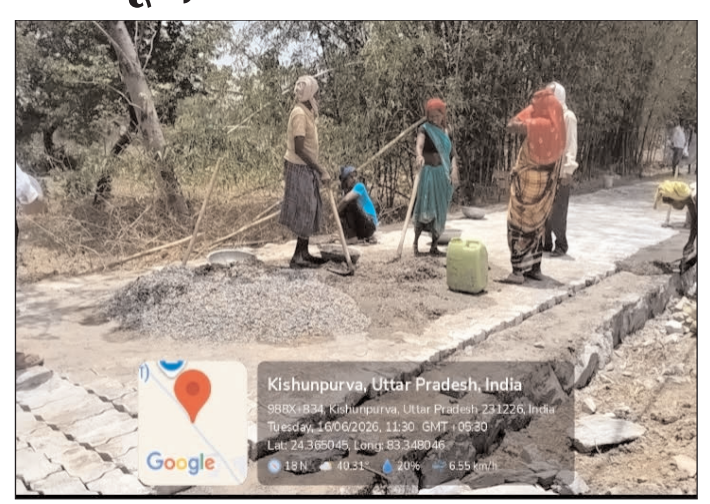 Kishunpurva, Uttar Pradesh, India
988X+834, Kishunpurva, Uttar Pradesh 231226, India
Tuesday, 16/06/2026, 11:30 GMT +05:30
Lat: 24.365045, Long: 83.348046
18 N 40.31° 20% 6.55 km/h
Google